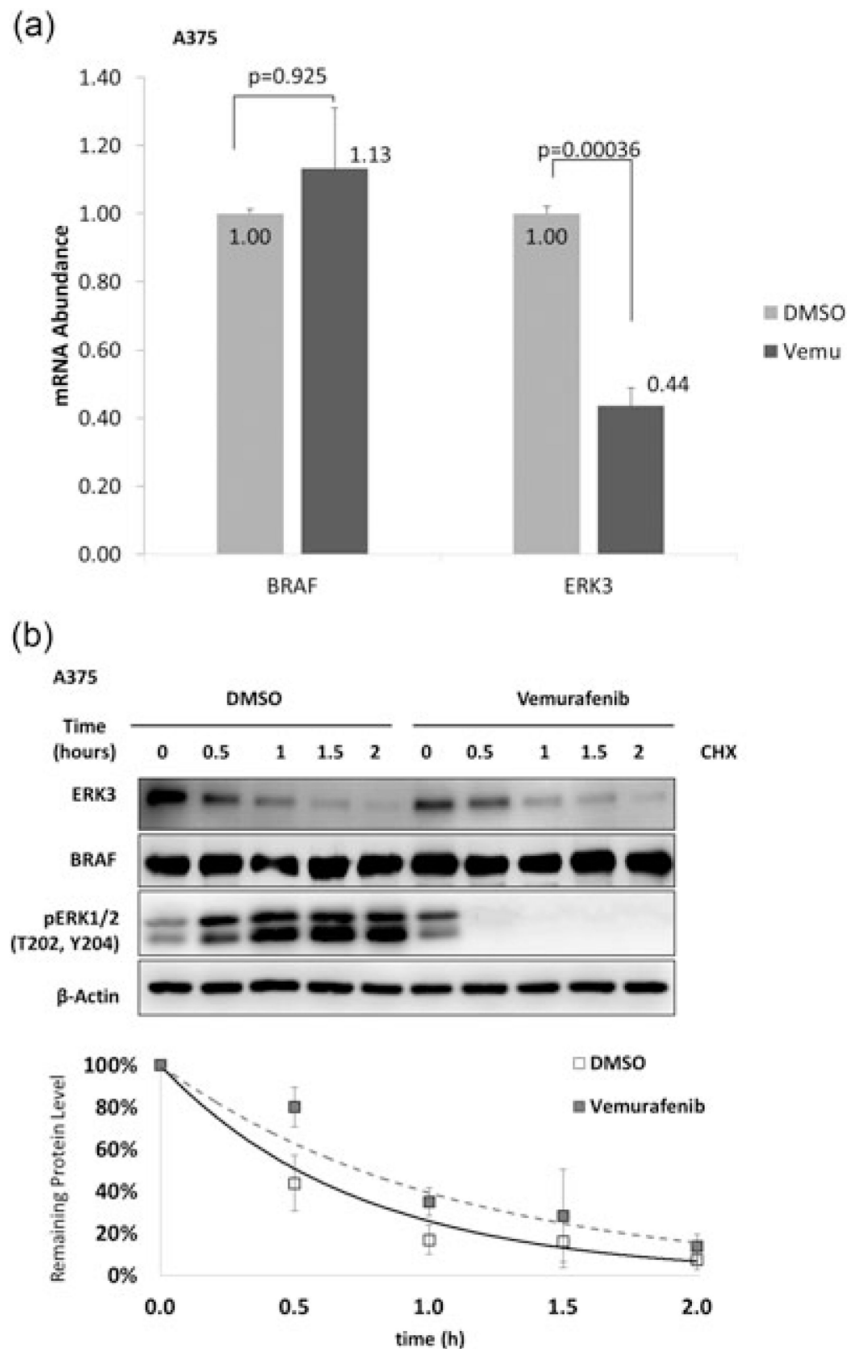 (a)
A375
1.40
1.20
1.00
0.80
0.60
0.40
0.20
0.00
mRNA Abundance
p=0.925
1.00
1.13
p=0.00036
1.00
0.44
BRAF ERK3
DMSO
Vemu
(b)
A375
DMSO Vemurafenib
Time
(hours) 0 0.5 1 1.5 2 0 0.5 1 1.5 2 CHX
ERK3
BRAF
pERK1/2
(T202, Y204)
β-Actin
Remaining Protein Level
100%
80%
60%
40%
20%
0%
DMSO
Vemurafenib
0.0 0.5 1.0 1.5 2.0
time (h)